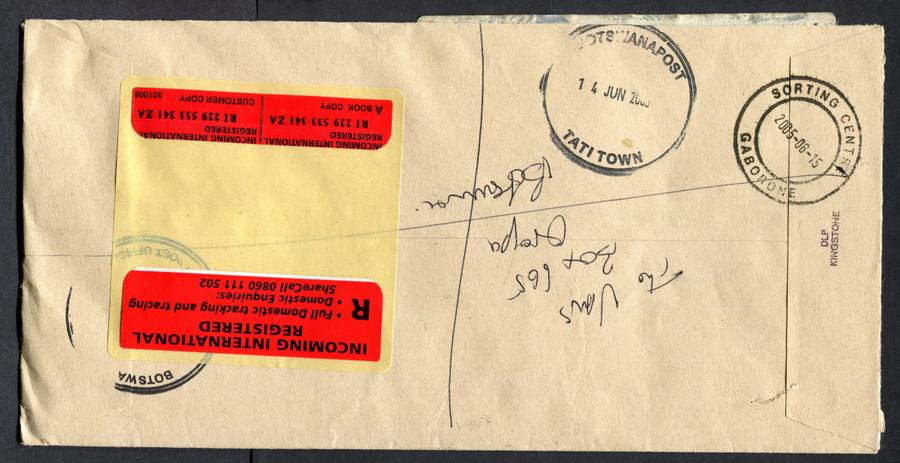 INCOMING INTERNATIONAL
REGISTERED
R
• Full Domestic tracking and tracing
• Domestic Enquiries:
ShareCall 0860 111 502
INCOMING INTERNATIONAL
REGISTERED
RI 229 533 341 ZA
A BOOK COPY
INCOMING INTERNATIONAL
REGISTERED
RI 229 533 341 ZA
CUSTOMER COPY
301006
BOTSWA
BOTSWANAPOST
14 JUN
TATI TOWN
SORTING CENTRE
2005-06-15
GABORONE
DLP
KINGSTONE
The
Box 665
Orapa
Botswana